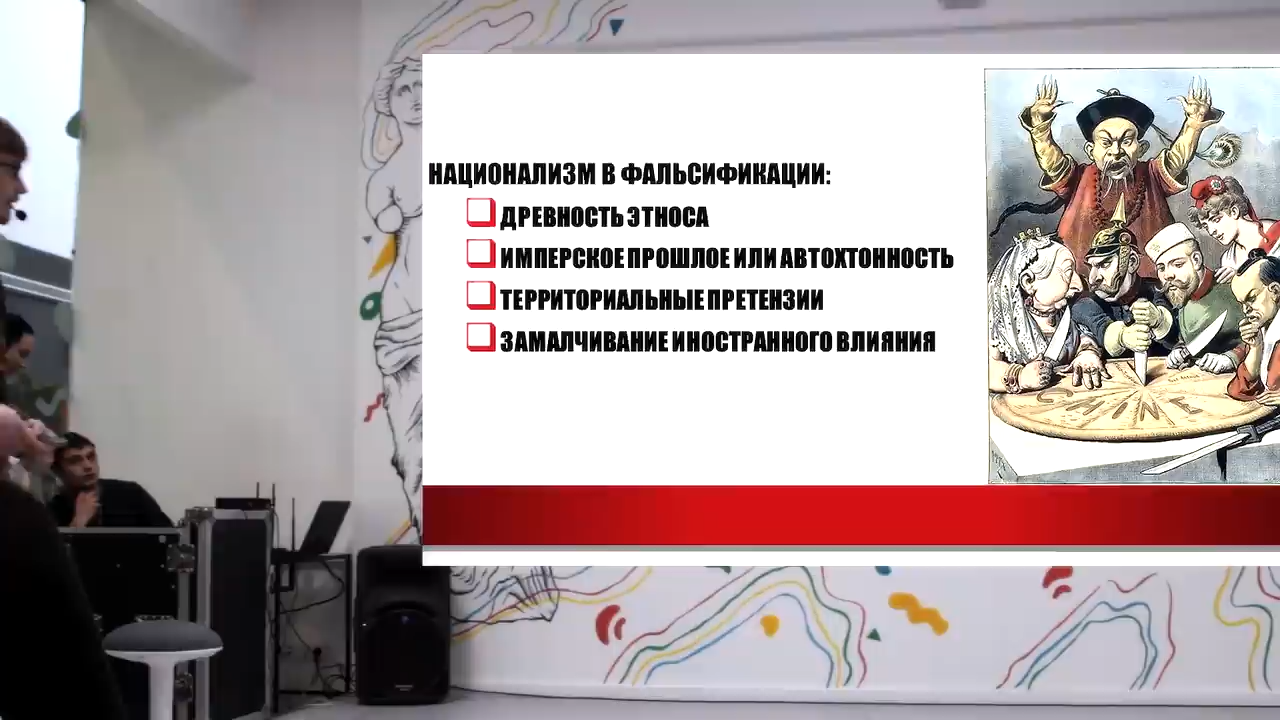 НАЦИОНАЛИЗМ В ФАЛЬСИФИКАЦИИ:
ДРЕВНОСТЬ ЭТНОСА
ИМПЕРСКОЕ ПРОШЛОЕ ИЛИ АВТОХТОННОСТЬ
ТЕРРИТОРИАЛЬНЫЕ ПРЕТЕНЗИИ
ЗАМАЛЧИВАНИЕ ИНОСТРАННОГО ВЛИЯНИЯ
CHINE